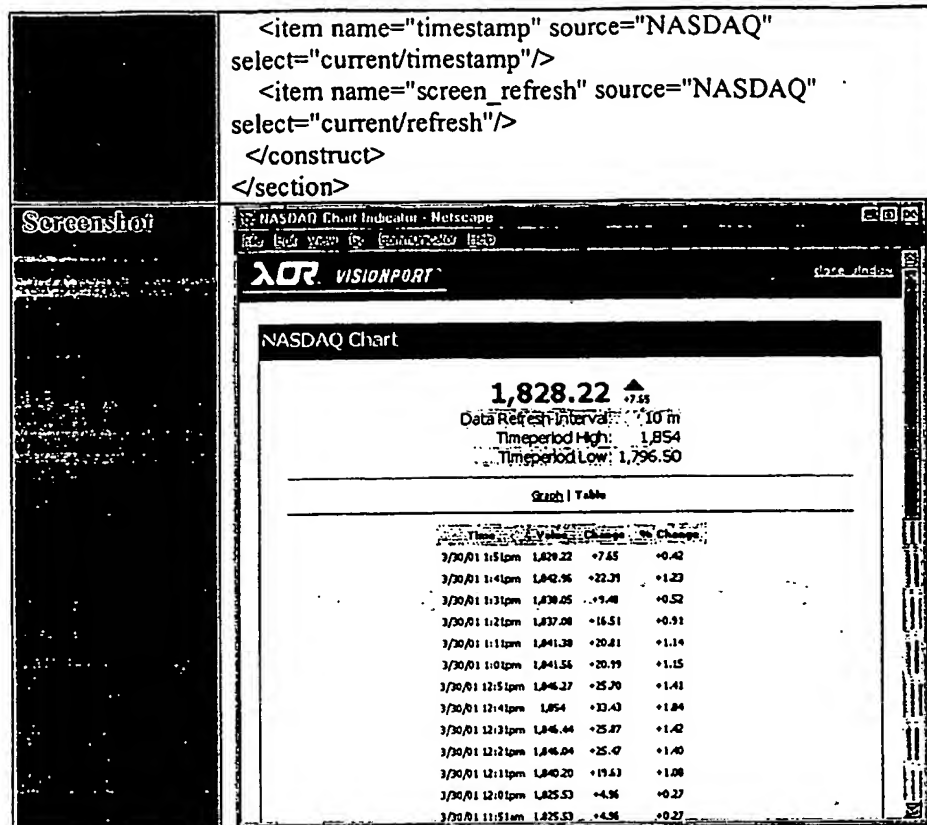 <item name="timestamp" source="NASDAQ"
select="current/timestamp"/>
<item name="screen_refresh" source="NASDAQ"
select="current/refresh"/>
</construct>
</section>
Screenshot
NASDAQ Chart Indicator - Netscape
File Edit View Go Communicator Help
VISIONPORT
close window
NASDAQ Chart
1,828.22
+7.65
Data Refresh Interval: 10 m
Timeperiod High: 1,854
Timeperiod Low: 1,796.50
Graph | Table
Time Value Change % Change
3/30/01 1:51pm 1,829.22 +7.65 +0.42
3/30/01 1:41pm 1,842.96 +22.39 +1.23
3/30/01 1:31pm 1,830.05 +9.48 +0.52
3/30/01 1:21pm 1,837.08 +16.51 +0.91
3/30/01 1:11pm 1,841.38 +20.81 +1.14
3/30/01 1:01pm 1,841.56 +20.99 +1.15
3/30/01 12:51pm 1,846.27 +25.70 +1.41
3/30/01 12:41pm 1,854 +33.43 +1.84
3/30/01 12:31pm 1,846.44 +25.87 +1.42
3/30/01 12:21pm 1,846.04 +25.47 +1.40
3/30/01 12:11pm 1,840.20 +19.63 +1.08
3/30/01 12:01pm 1,825.53 +4.96 +0.27
3/30/01 11:51am 1,825.53 +4.96 +0.27